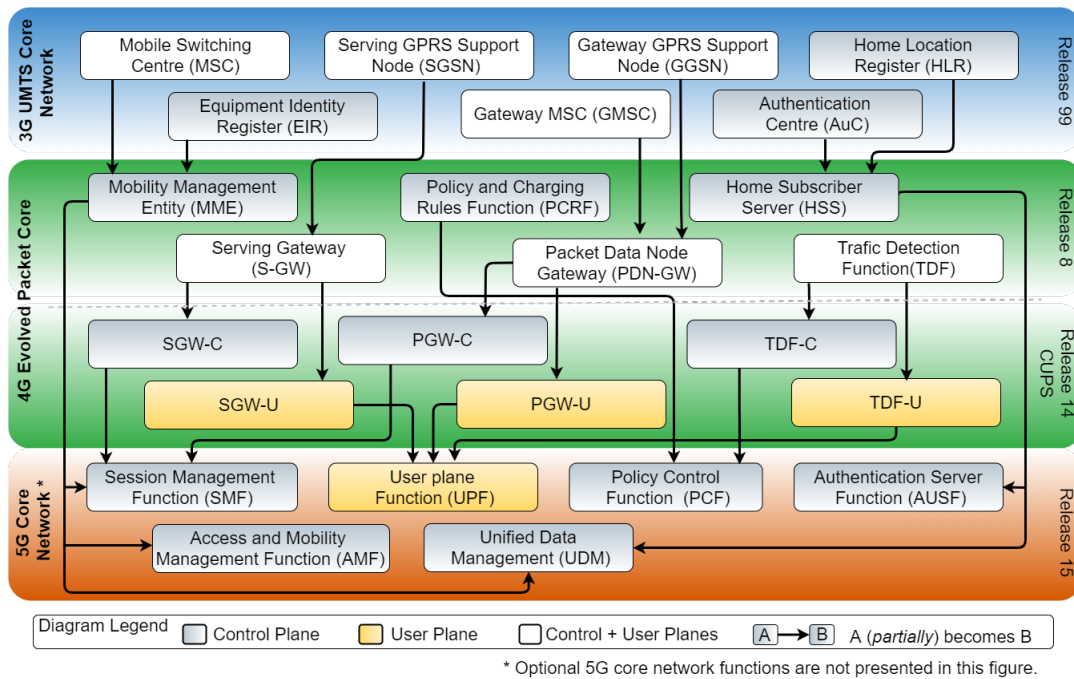 3G UMTS Core
Network
Mobile Switching
Centre (MSC)
Serving GPRS Support
Node (SGSN)
Gateway GPRS Support
Node (GGSN)
Home Location
Register (HLR)
Equipment Identity
Register (EIR)
Gateway MSC (GMSC)
Authentication
Centre (AuC)
Release 99
4G Evolved Packet Core
Mobility Management
Entity (MME)
Policy and Charging
Rules Function (PCRF)
Home Subscriber
Server (HSS)
Serving Gateway
(S-GW)
Packet Data Node
Gateway (PDN-GW)
Trafic Detection
Function(TDF)
Release 8
SGW-C
PGW-C
TDF-C
SGW-U
PGW-U
TDF-U
Release 14
CUPS
5G Core
Network *
Session Management
Function (SMF)
User plane
Function (UPF)
Policy Control
Function (PCF)
Authentication Server
Function (AUSF)
Access and Mobility
Management Function (AMF)
Unified Data
Management (UDM)
Release 15
Diagram Legend
Control Plane
User Plane
Control + User Planes
A
B
A (partially) becomes B
* Optional 5G core network functions are not presented in this figure.